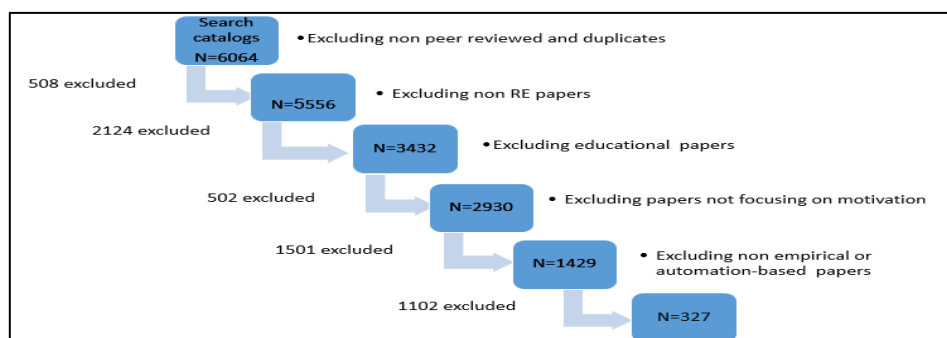 Search
catalogs
N=6064
•Excluding non peer reviewed and duplicates
508 excluded
N=5556
• Excluding non RE papers
2124 excluded
N=3432
•Excluding educational papers
502 excluded
N=2930
• Excluding papers not focusing on motivation
1501 excluded
N=1429
• Excluding non empirical or
automation-based papers
1102 excluded
N=327